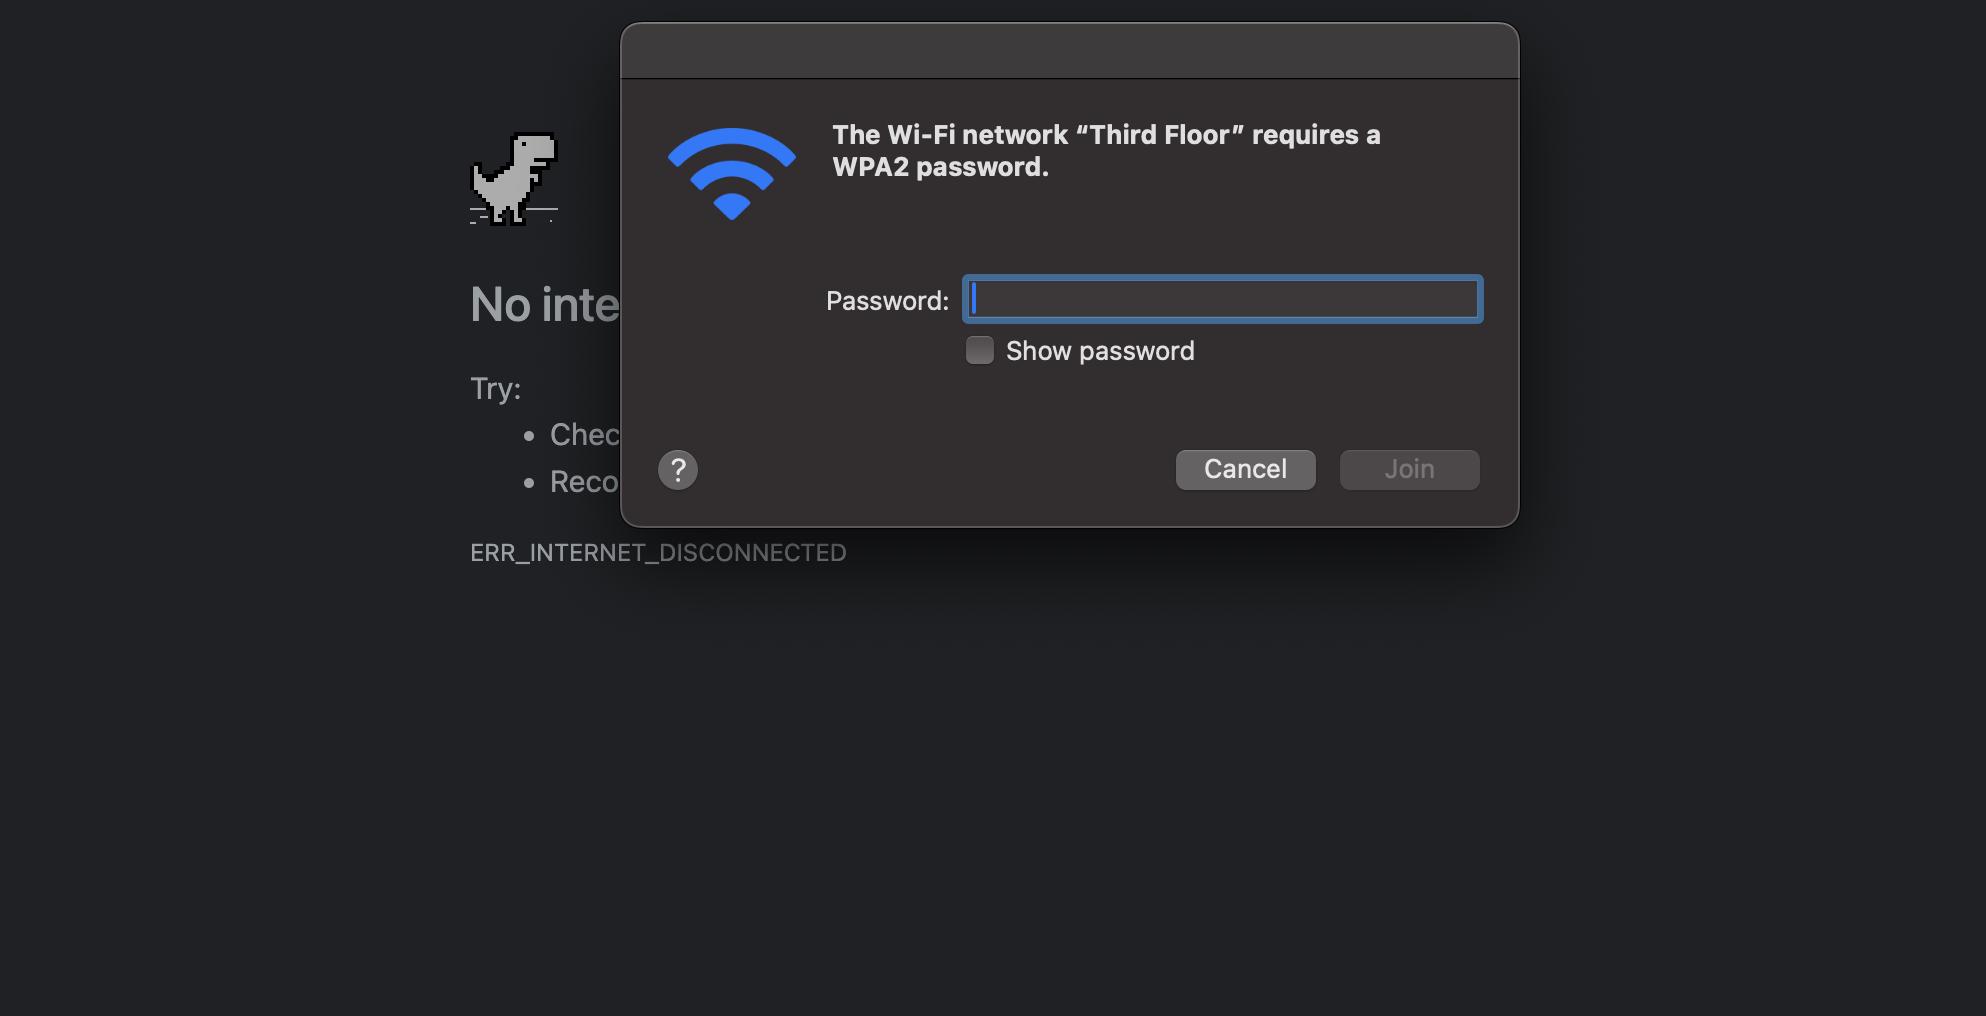 The Wi-Fi network “Third Floor” requires a
WPA2 password.
Password:
Show password
?
Cancel
Join
No inte
Try:
• Chec
• Reco
ERR_INTERNET_DISCONNECTED